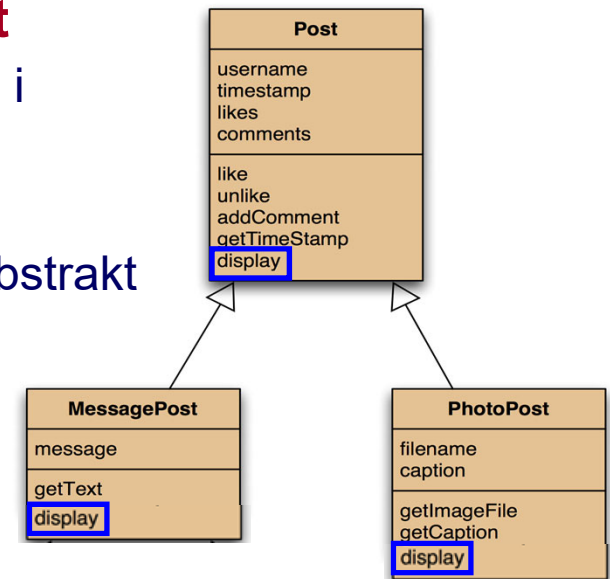 t
i
bstrakt
Post
username
timestamp
likes
comments
like
unlike
addComment
getTimeStamp
display
MessagePost
message
getText
display
PhotoPost
filename
caption
getImageFile
getCaption
display